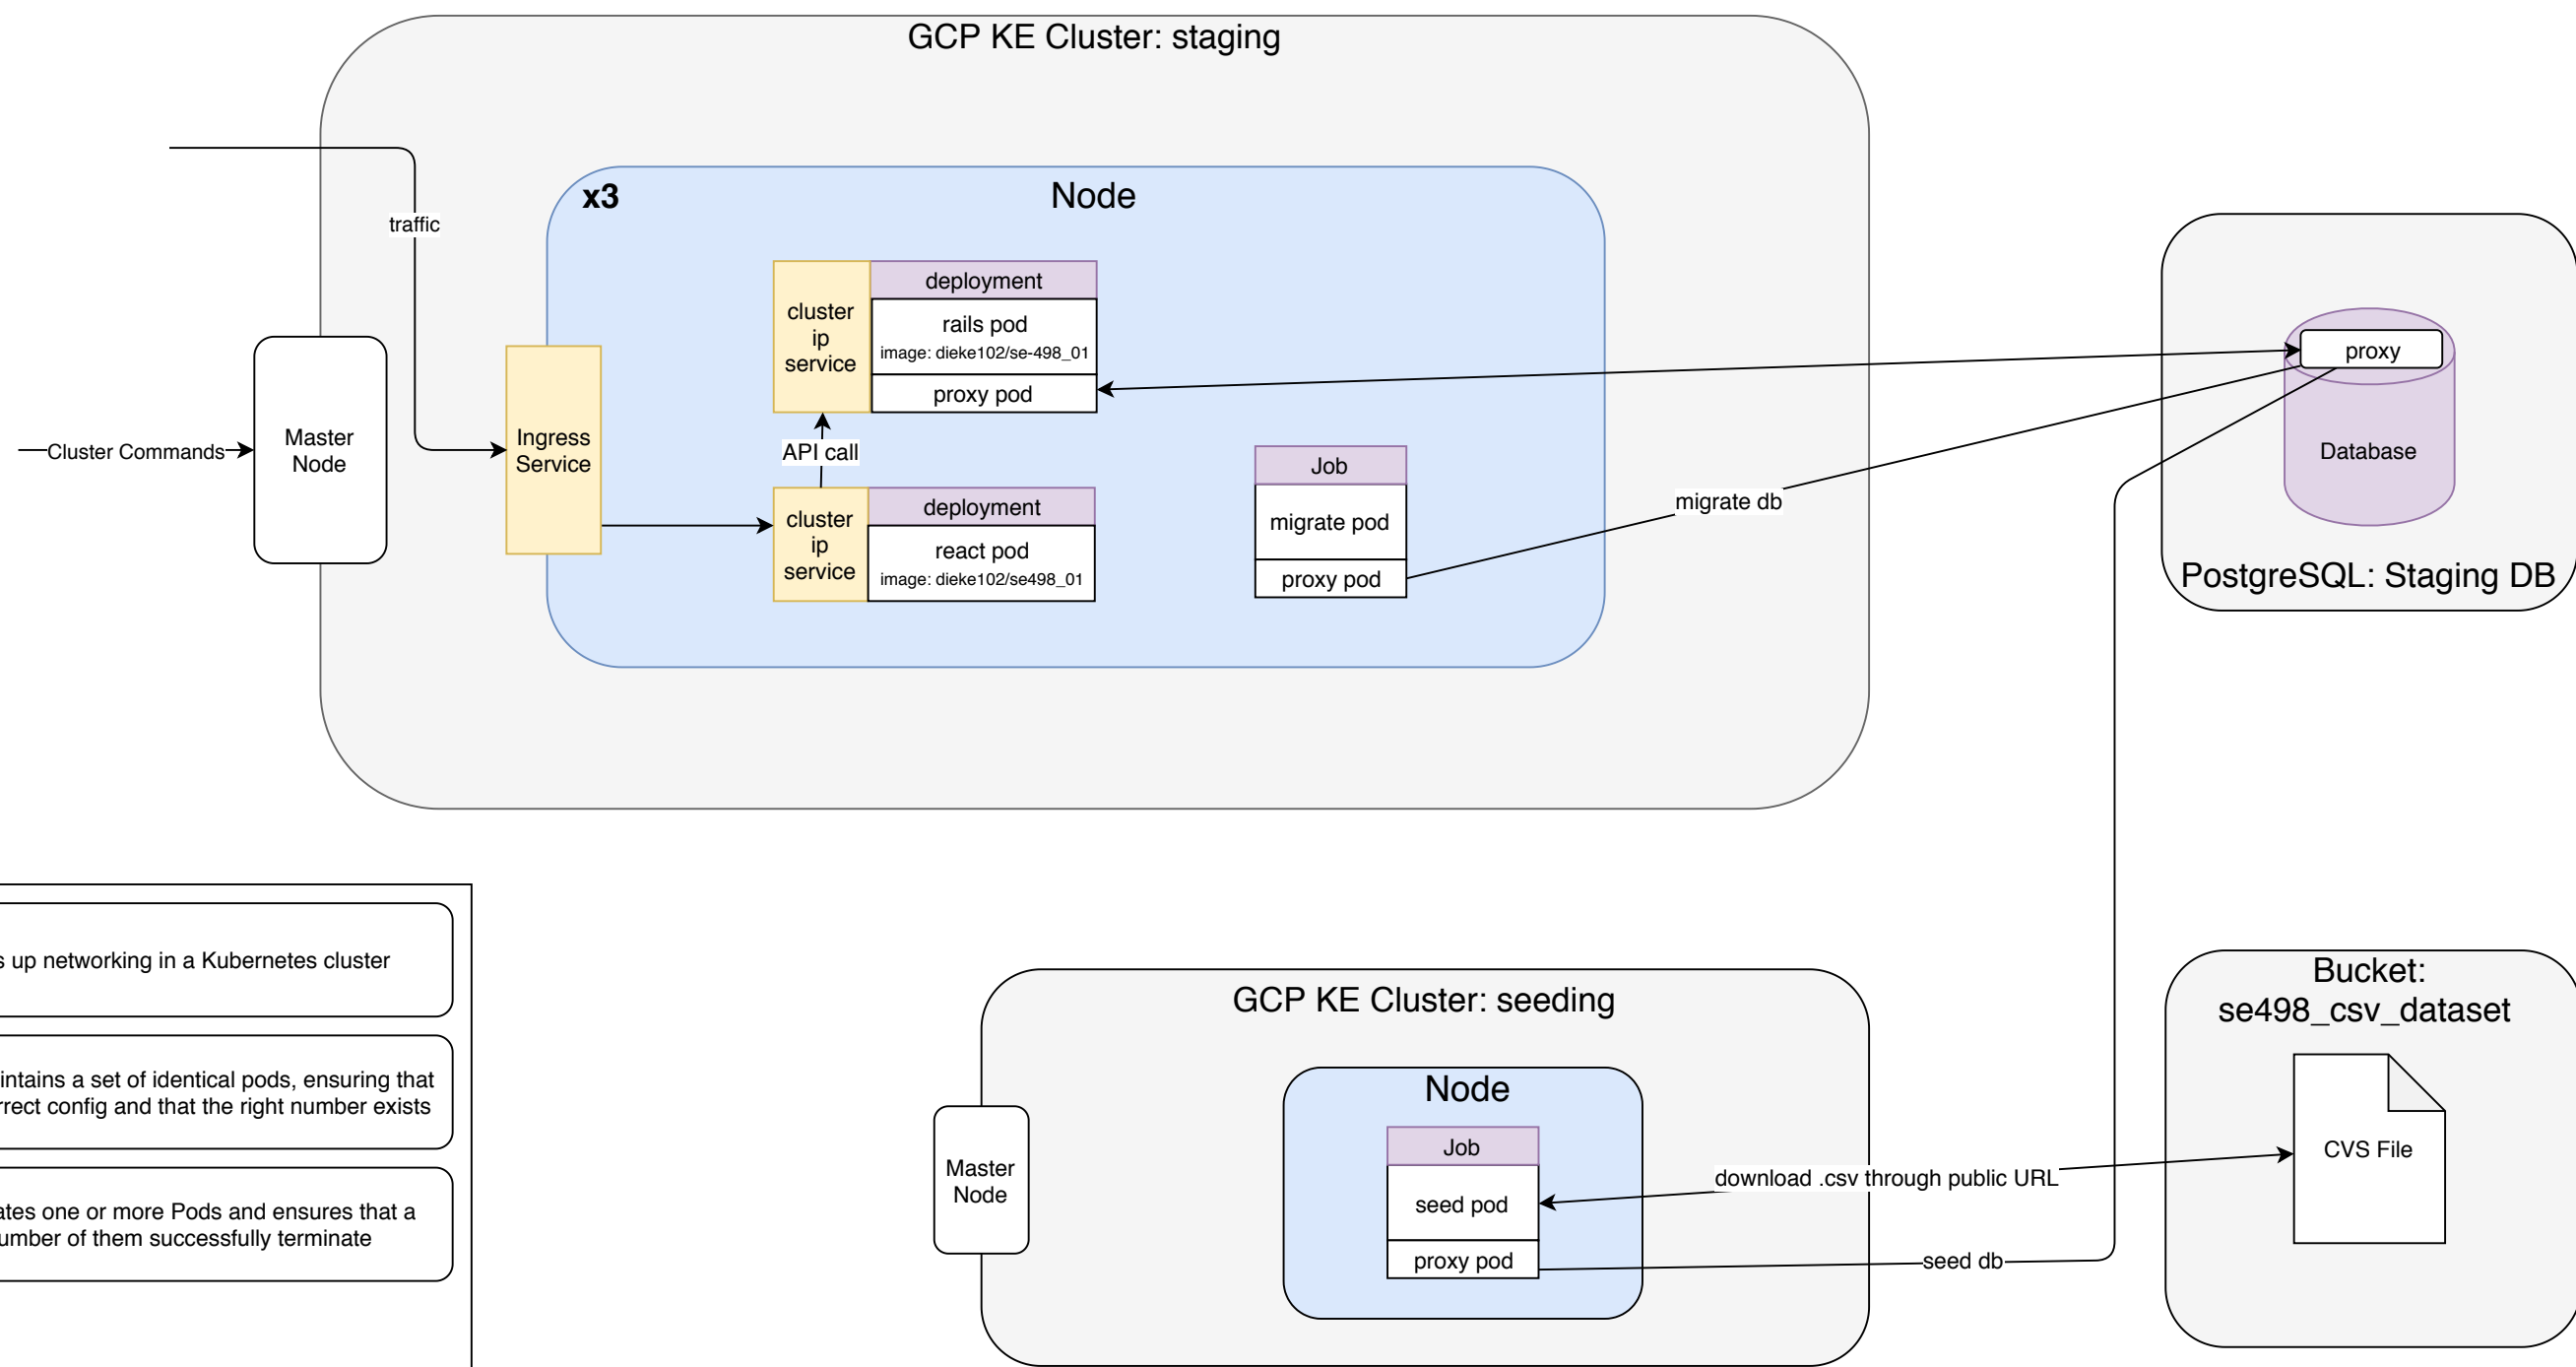 GCP KE Cluster: staging
x3
Node
traffic
deployment
cluster
ip
service
rails pod
image: dieke102/se-498_01
proxy pod
proxy
Cluster Commands
Master
Node
Ingress
Service
API call
Job
Database
migrate db
cluster
ip
service
deployment
react pod
image: dieke102/se498_01
migrate pod
proxy pod
PostgreSQL: Staging DB
s up networking in a Kubernetes cluster
intains a set of identical pods, ensuring that
rrect config and that the right number exists
ates one or more Pods and ensures that a
umber of them successfully terminate
GCP KE Cluster: seeding
Node
Master
Node
Job
seed pod
proxy pod
download .csv through public URL
seed db
Bucket:
se498_csv_dataset
CVS File